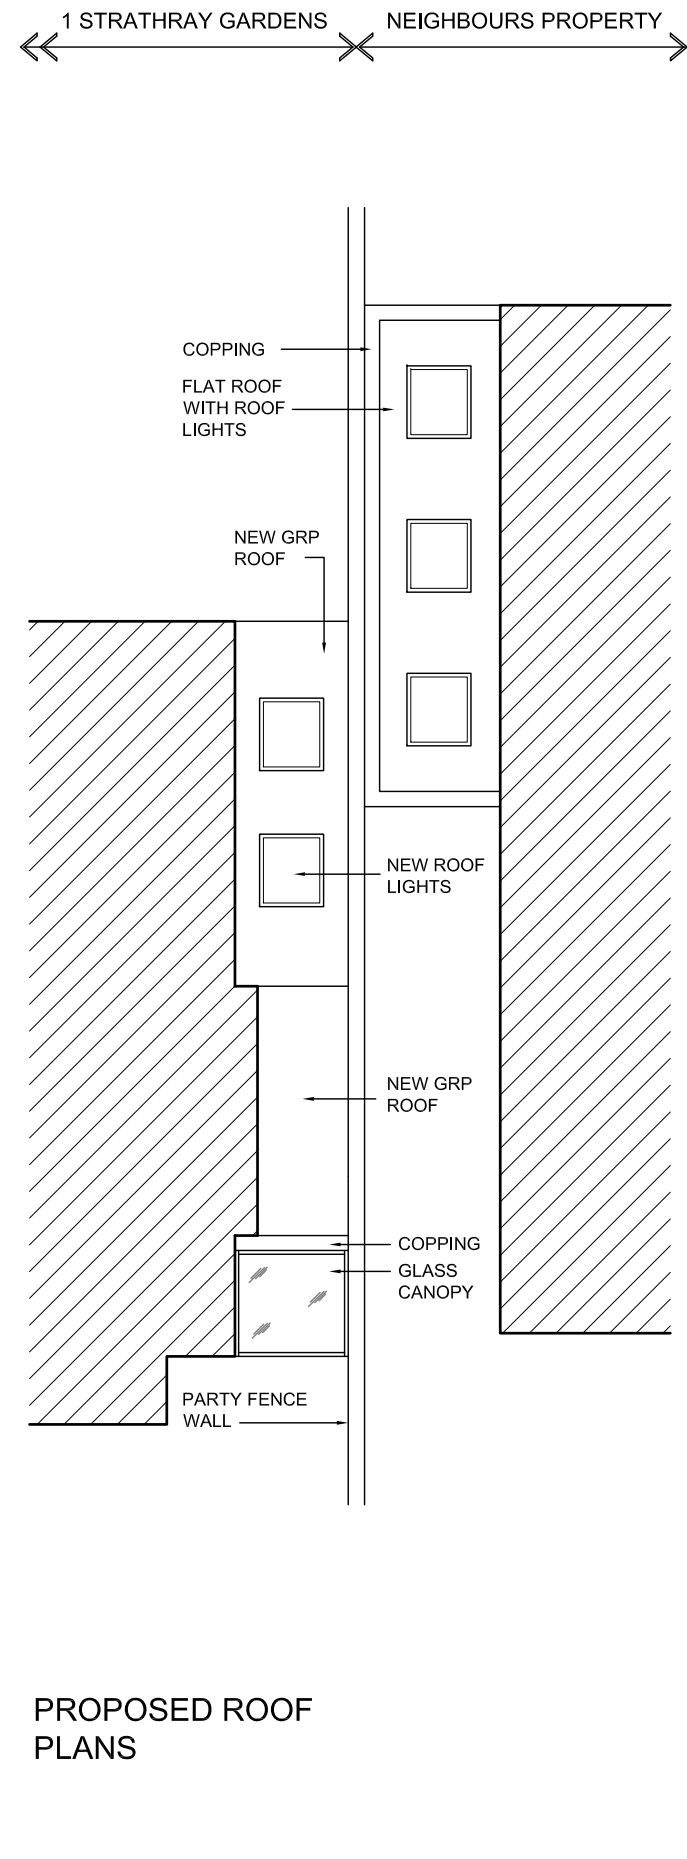 1 STRATHRAY GARDENS
NEIGHBOURS PROPERTY
COPPING
FLAT ROOF
WITH ROOF
LIGHTS
NEW GRP
ROOF
NEW ROOF
LIGHTS
NEW GRP
ROOF
COPPING
GLASS
CANOPY
PARTY FENCE
WALL
PROPOSED ROOF
PLANS